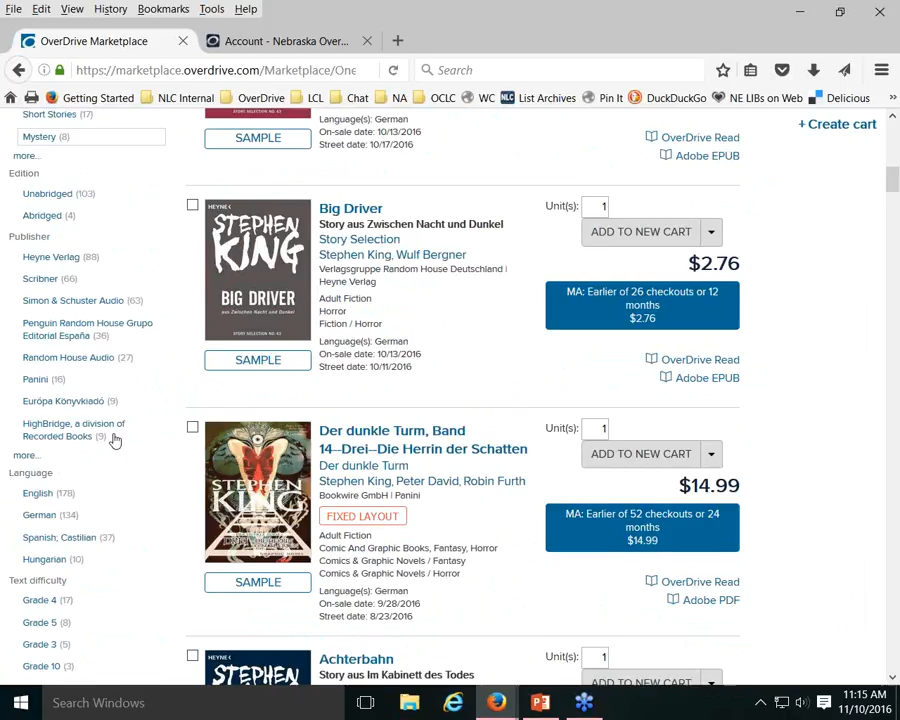 File Edit View History Bookmarks Tools Help
OverDrive Marketplace
Account - Nebraska Over...
https://marketplace.overdrive.com/Marketplace/One
Search
Getting Started NLC Internal OverDrive LCL Chat NA OCLC WC List Archives Pin It DuckDuckGo NE LIBs on Web Delicious
Short Stories (17)
Mystery (8)
more...
Edition
Unabridged (103)
Abridged (4)
Publisher
Heyne Verlag (88)
Scribner (66)
Simon & Schuster Audio (63)
Penguin Random House Grupo
Editorial España (36)
Random House Audio (27)
Panini (16)
Európa Könyvkiadó (9)
HighBridge, a division of
Recorded Books (9)
more...
Language
English (178)
German (134)
Spanish; Castilian (37)
Hungarian (10)
Text difficulty
Grade 4 (17)
Grade 5 (8)
Grade 3 (5)
Grade 10 (3)
SAMPLE
Language(s): German
On-sale date: 10/13/2016
Street date: 10/17/2016
OverDrive Read
Adobe EPUB
+ Create cart
HEYNE
STEPHEN
KING
BIG DRIVER
aus Zwischen Nacht und Dunkel
SAMPLE
Big Driver
Story aus Zwischen Nacht und Dunkel
Story Selection
Stephen King, Wulf Bergner
Verlagsgruppe Random House Deutschland |
Heyne Verlag
Adult Fiction
Horror
Fiction / Horror
Language(s): German
On-sale date: 10/13/2016
Street date: 10/11/2016
Unit(s): 1
ADD TO NEW CART
$2.76
MA: Earlier of 26 checkouts or 12
months
$2.76
OverDrive Read
Adobe EPUB
STEPHEN
KING
SAMPLE
Der dunkle Turm, Band
14--Drei--Die Herrin der Schatten
Der dunkle Turm
Stephen King, Peter David, Robin Furth
Bookwire GmbH | Panini
FIXED LAYOUT
Adult Fiction
Comic And Graphic Books, Fantasy, Horror
Comics & Graphic Novels / Fantasy
Comics & Graphic Novels / Horror
Language(s): German
On-sale date: 9/28/2016
Street date: 8/23/2016
Unit(s): 1
ADD TO NEW CART
$14.99
MA: Earlier of 52 checkouts or 24
months
$14.99
OverDrive Read
Adobe PDF
HEYNE
STEPHEN
Achterbahn
Story aus Im Kabinett des Todes
Unit(s): 1
ADD TO NEW CART
Search Windows
11:15 AM
11/10/2016